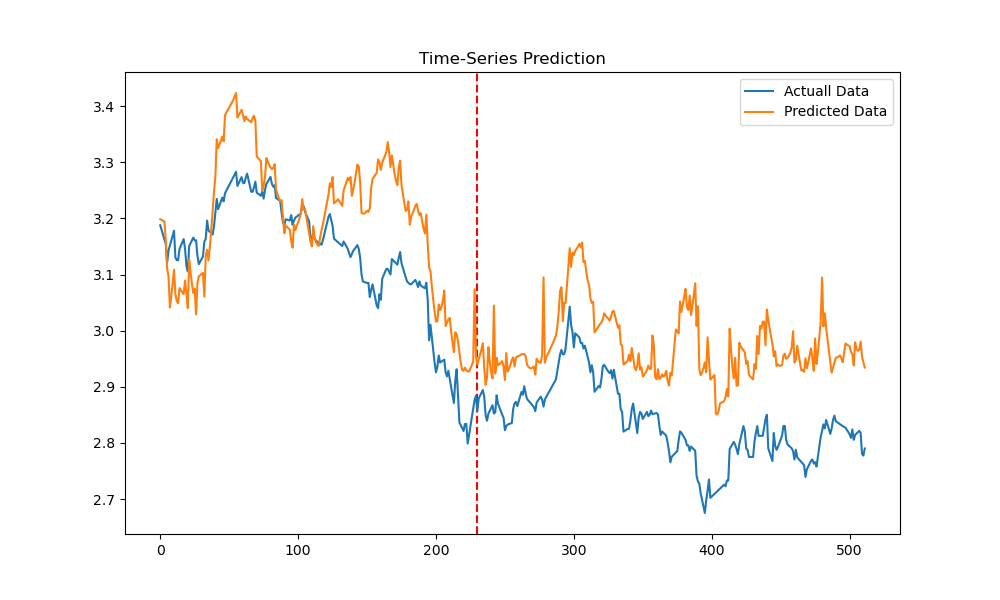 Time-Series Prediction
Actuall Data
Predicted Data
3.4
3.3
3.2
3.1
3.0
2.9
2.8
2.7
0 100 200 300 400 500